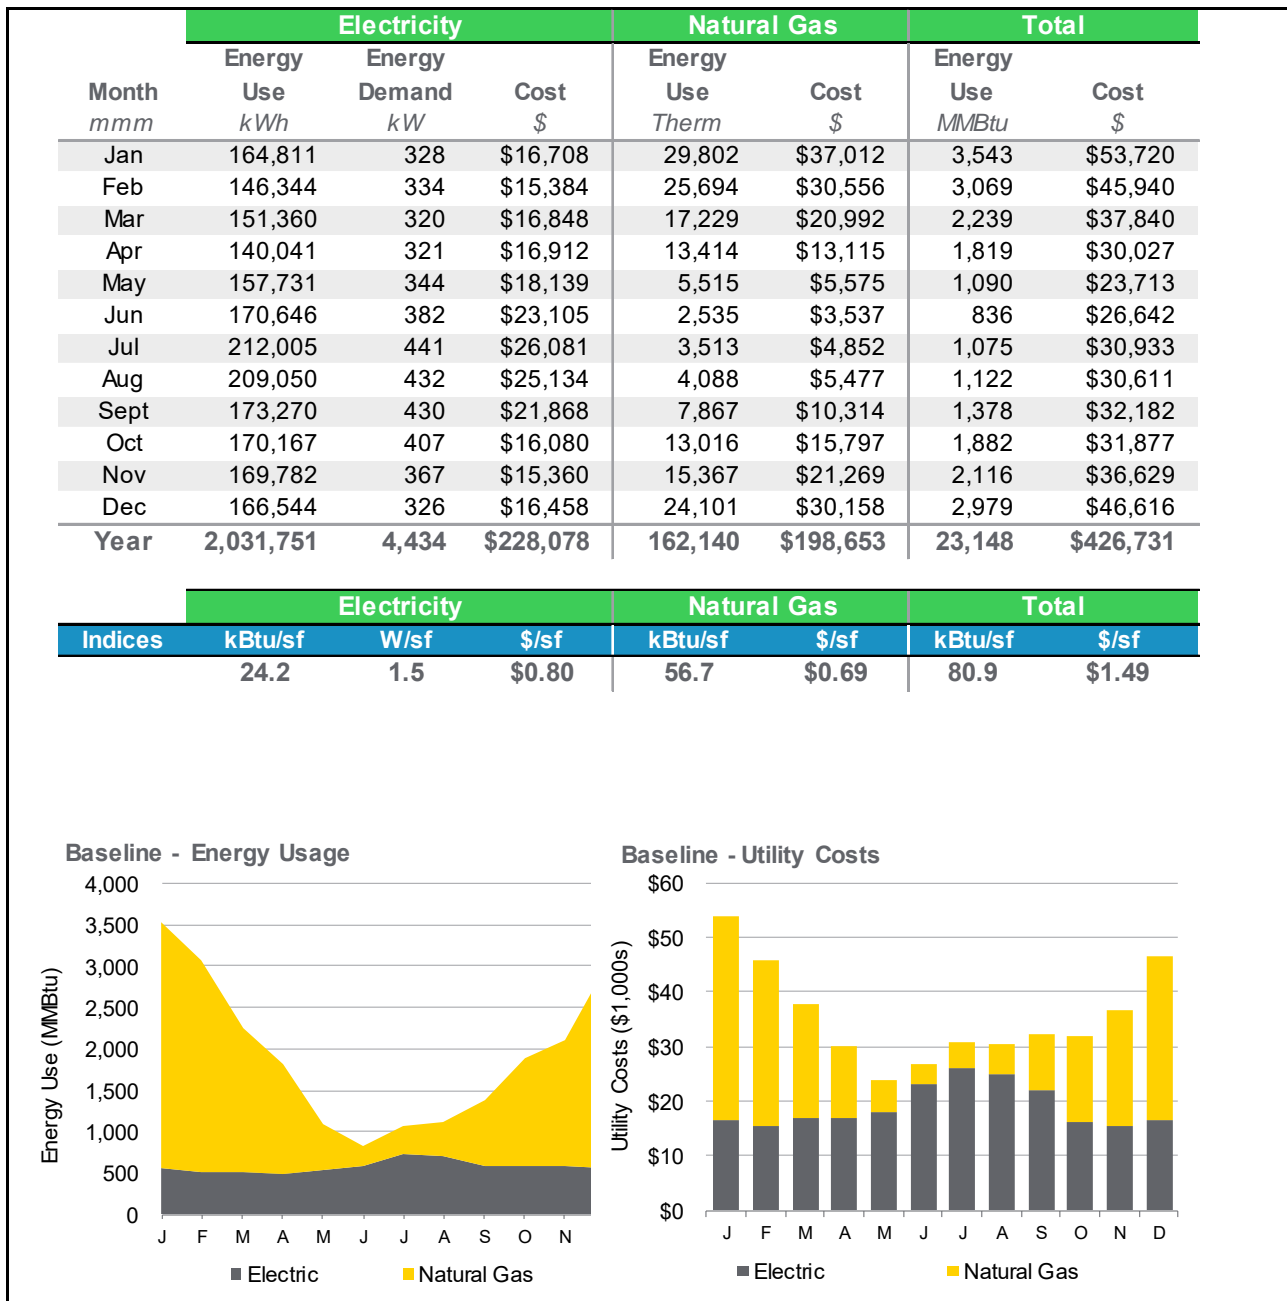 Electricity Natural Gas Total
Energy Energy Energy Energy
Month Use Demand Cost Use Cost Use Cost
mmm kWh kW $ Therm $ MMBtu $
Jan 164,811 328 $16,708 29,802 $37,012 3,543 $53,720
Feb 146,344 334 $15,384 25,694 $30,556 3,069 $45,940
Mar 151,360 320 $16,848 17,229 $20,992 2,239 $37,840
Apr 140,041 321 $16,912 13,414 $13,115 1,819 $30,027
May 157,731 344 $18,139 5,515 $5,575 1,090 $23,713
Jun 170,646 382 $23,105 2,535 $3,537 836 $26,642
Jul 212,005 441 $26,081 3,513 $4,852 1,075 $30,933
Aug 209,050 432 $25,134 4,088 $5,477 1,122 $30,611
Sept 173,270 430 $21,868 7,867 $10,314 1,378 $32,182
Oct 170,167 407 $16,080 13,016 $15,797 1,882 $31,877
Nov 169,782 367 $15,360 15,367 $21,269 2,116 $36,629
Dec 166,544 326 $16,458 24,101 $30,158 2,979 $46,616
Year 2,031,751 4,434 $228,078 162,140 $198,653 23,148 $426,731
Electricity Natural Gas Total
Indices kBtu/sf W/sf $/sf kBtu/sf $/sf kBtu/sf $/sf
24.2 1.5 $0.80 56.7 $0.69 80.9 $1.49
Baseline - Energy Usage
Energy Use (MMBtu)
4,000
3,500
3,000
2,500
2,000
1,500
1,000
500
0
J F M A M J J A S O N
Electric Natural Gas
Baseline - Utility Costs
Utility Costs ($1,000s)
$60
$50
$40
$30
$20
$10
$0
J F M A M J J A S O N D
Electric Natural Gas